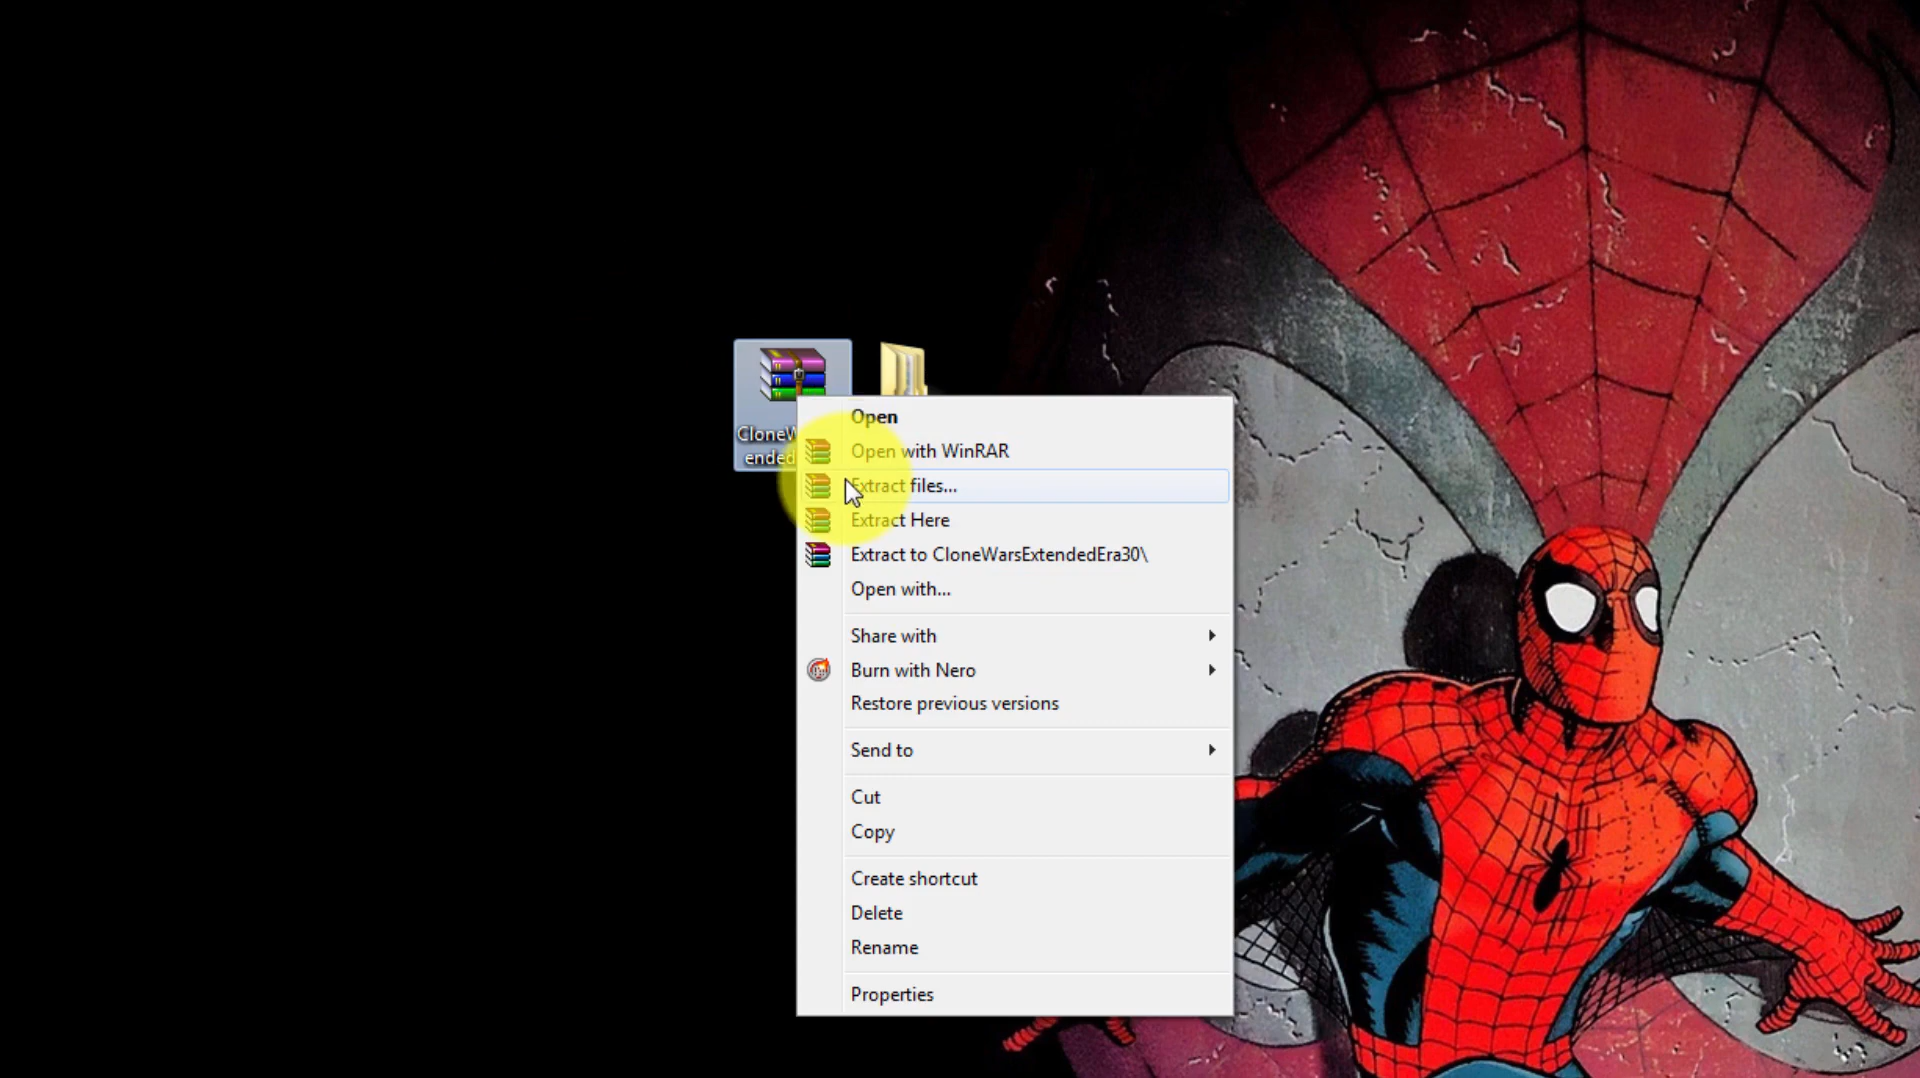 CloneW
ended
Open
Open with WinRAR
Extract files...
Extract Here
Extract to CloneWarsExtendedEra30\
Open with...
Share with
Burn with Nero
Restore previous versions
Send to
Cut
Copy
Create shortcut
Delete
Rename
Properties